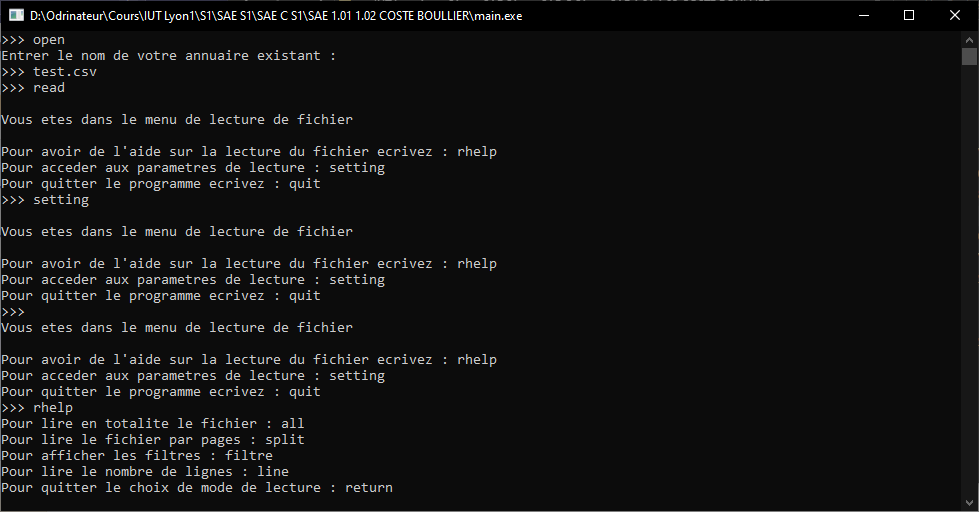 D:\Odrinateur\Cours\IUT Lyon1\S1\SAE S1\SAE C S1\SAE 1.01 1.02 COSTE BOULLIER\main.exe
>>> open
Entrer le nom de votre annuaire existant :
>>> test.csv
>>> read
Vous etes dans le menu de lecture de fichier
Pour avoir de l'aide sur la lecture du fichier ecrivez : rhelp
Pour acceder aux parametres de lecture : setting
Pour quitter le programme ecrivez : quit
>>> setting
Vous etes dans le menu de lecture de fichier
Pour avoir de l'aide sur la lecture du fichier ecrivez : rhelp
Pour acceder aux parametres de lecture : setting
Pour quitter le programme ecrivez : quit
>>>
Vous etes dans le menu de lecture de fichier
Pour avoir de l'aide sur la lecture du fichier ecrivez : rhelp
Pour acceder aux parametres de lecture : setting
Pour quitter le programme ecrivez : quit
>>> rhelp
Pour lire en totalite le fichier : all
Pour lire le fichier par pages : split
Pour afficher les filtres : filtre
Pour lire le nombre de lignes : line
Pour quitter le choix de mode de lecture : return